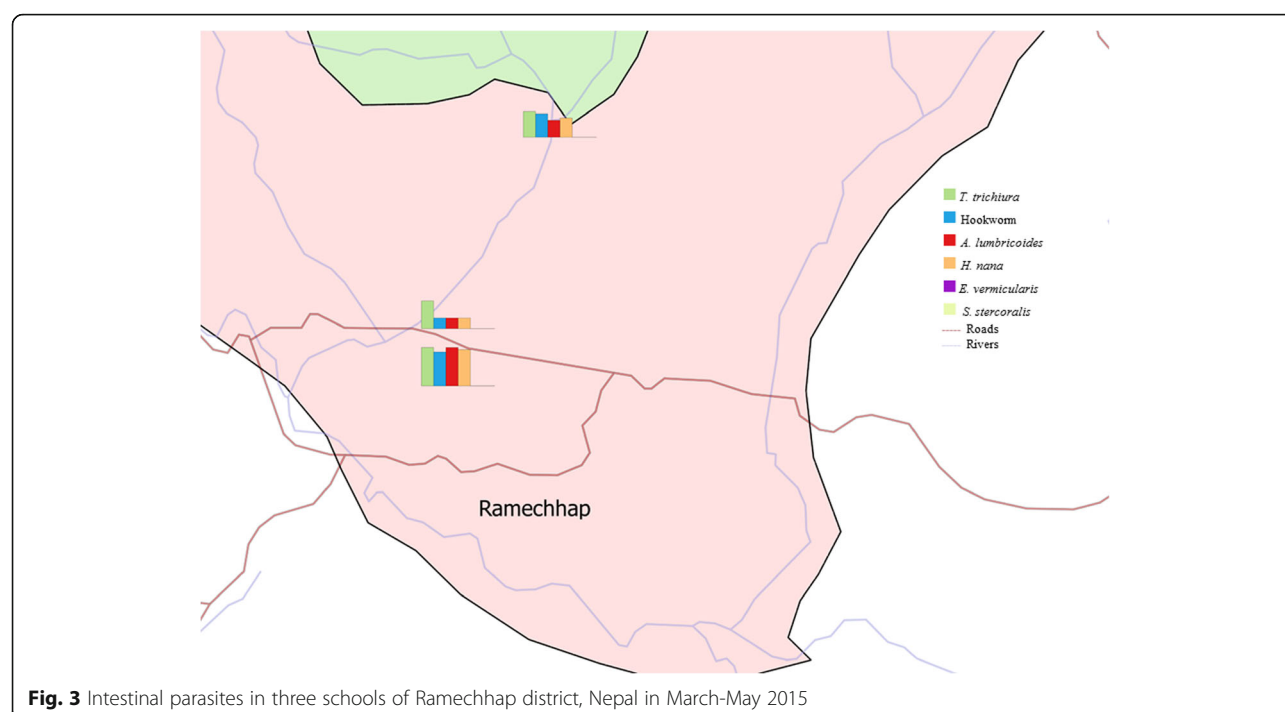 T. trichiura
Hookworm
A. lumbricoides
H. nana
E. vermicularis
S. stercoralis
Roads
Rivers
Ramechhap
Fig. 3 Intestinal parasites in three schools of Ramechhap district, Nepal in March-May 2015